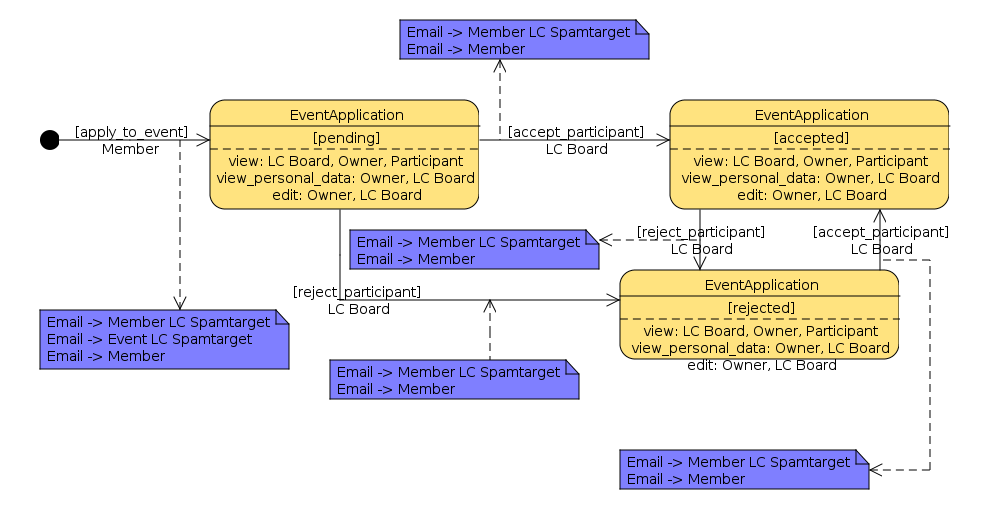 Email -> Member LC Spamtarget
Email -> Member
[apply_to_event]
Member
EventApplication
[pending]
view: LC Board, Owner, Participant
view_personal_data: Owner, LC Board
edit: Owner, LC Board
[accept_participant]
LC Board
EventApplication
[accepted]
view: LC Board, Owner, Participant
view_personal_data: Owner, LC Board
edit: Owner, LC Board
Email -> Member LC Spamtarget
Email -> Member
[reject_participant]
LC Board
[accept_participant]
LC Board
[reject_participant]
LC Board
EventApplication
[rejected]
view: LC Board, Owner, Participant
view_personal_data: Owner, LC Board
edit: Owner, LC Board
Email -> Member LC Spamtarget
Email -> Event LC Spamtarget
Email -> Member
Email -> Member LC Spamtarget
Email -> Member
Email -> Member LC Spamtarget
Email -> Member